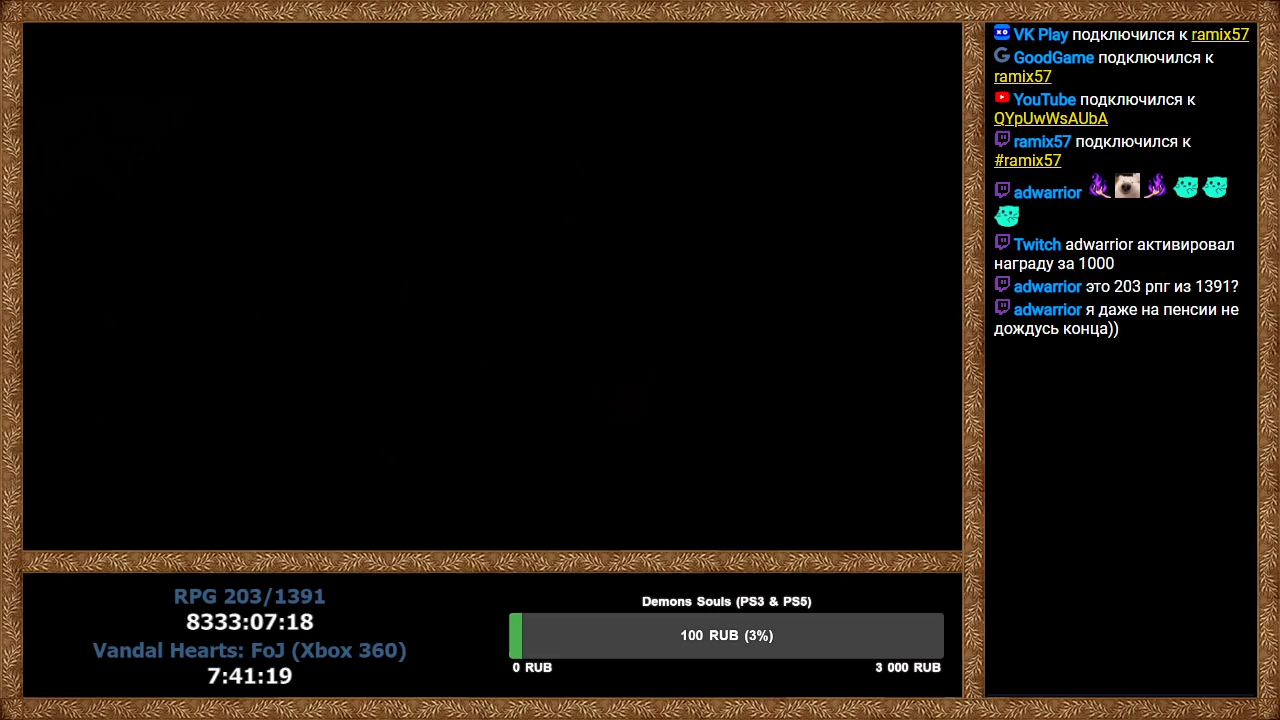 VK Play подключился к ramix57
GoodGame подключился к
ramix57
YouTube подключился к
QYpUwWsAUbA
ramix57 подключился к
#ramix57
adwarrior
Twitch adwarrior активировал
награду за 1000
adwarrior это 203 рпг из 1391?
adwarrior я даже на пенсии не
дождусь конца))
RPG 203/1391
8333:07:18
Vandal Hearts: FoJ (Xbox 360)
7:41:19
Demons Souls (PS3 & PS5)
100 RUB (3%)
0 RUB
3 000 RUB